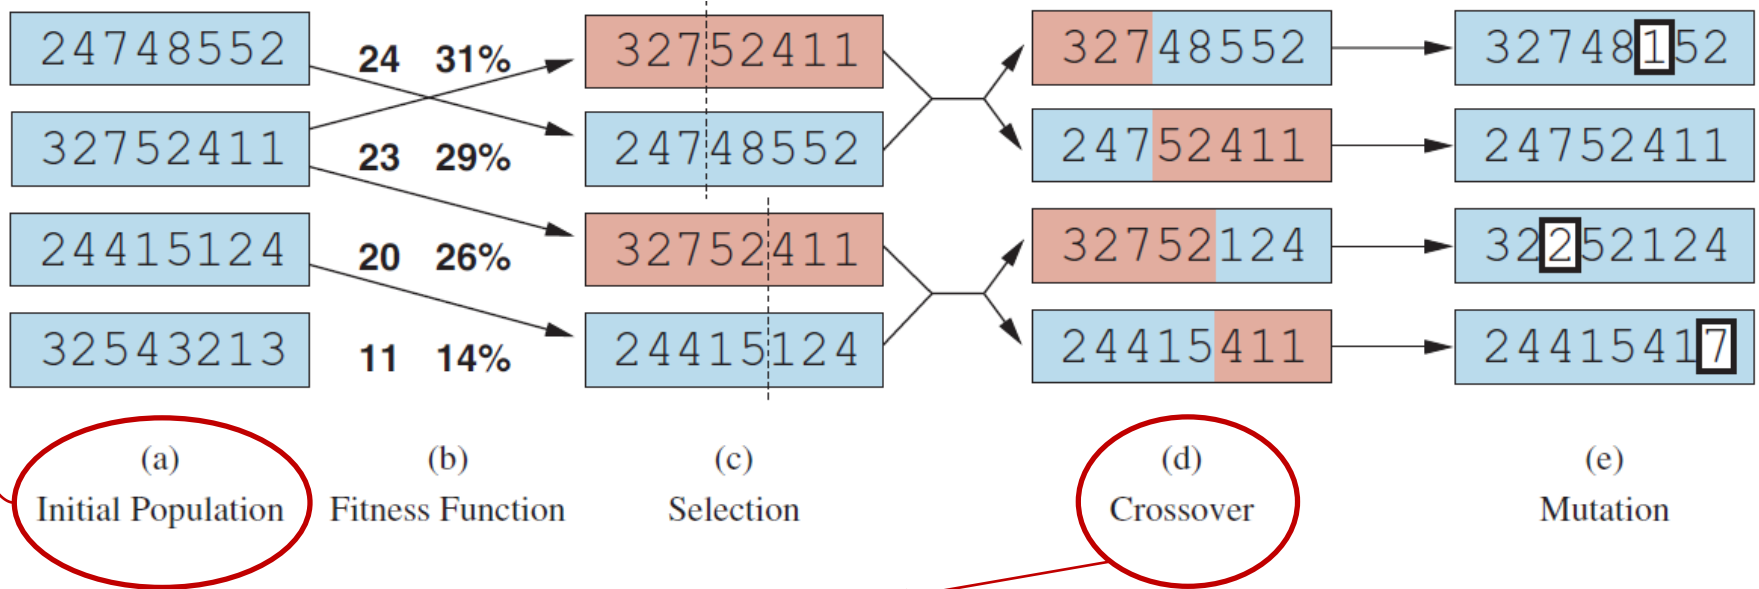 24748552 24 31% 32752411 32748552 32748152
32752411 23 29% 24748552 24752411 24752411
24415124 20 26% 32752411 32752124 32252124
32543213 11 14% 24415124 24415411 24415417
(a) (b) (c) (d) (e)
Initial Population Fitness Function Selection Crossover Mutation